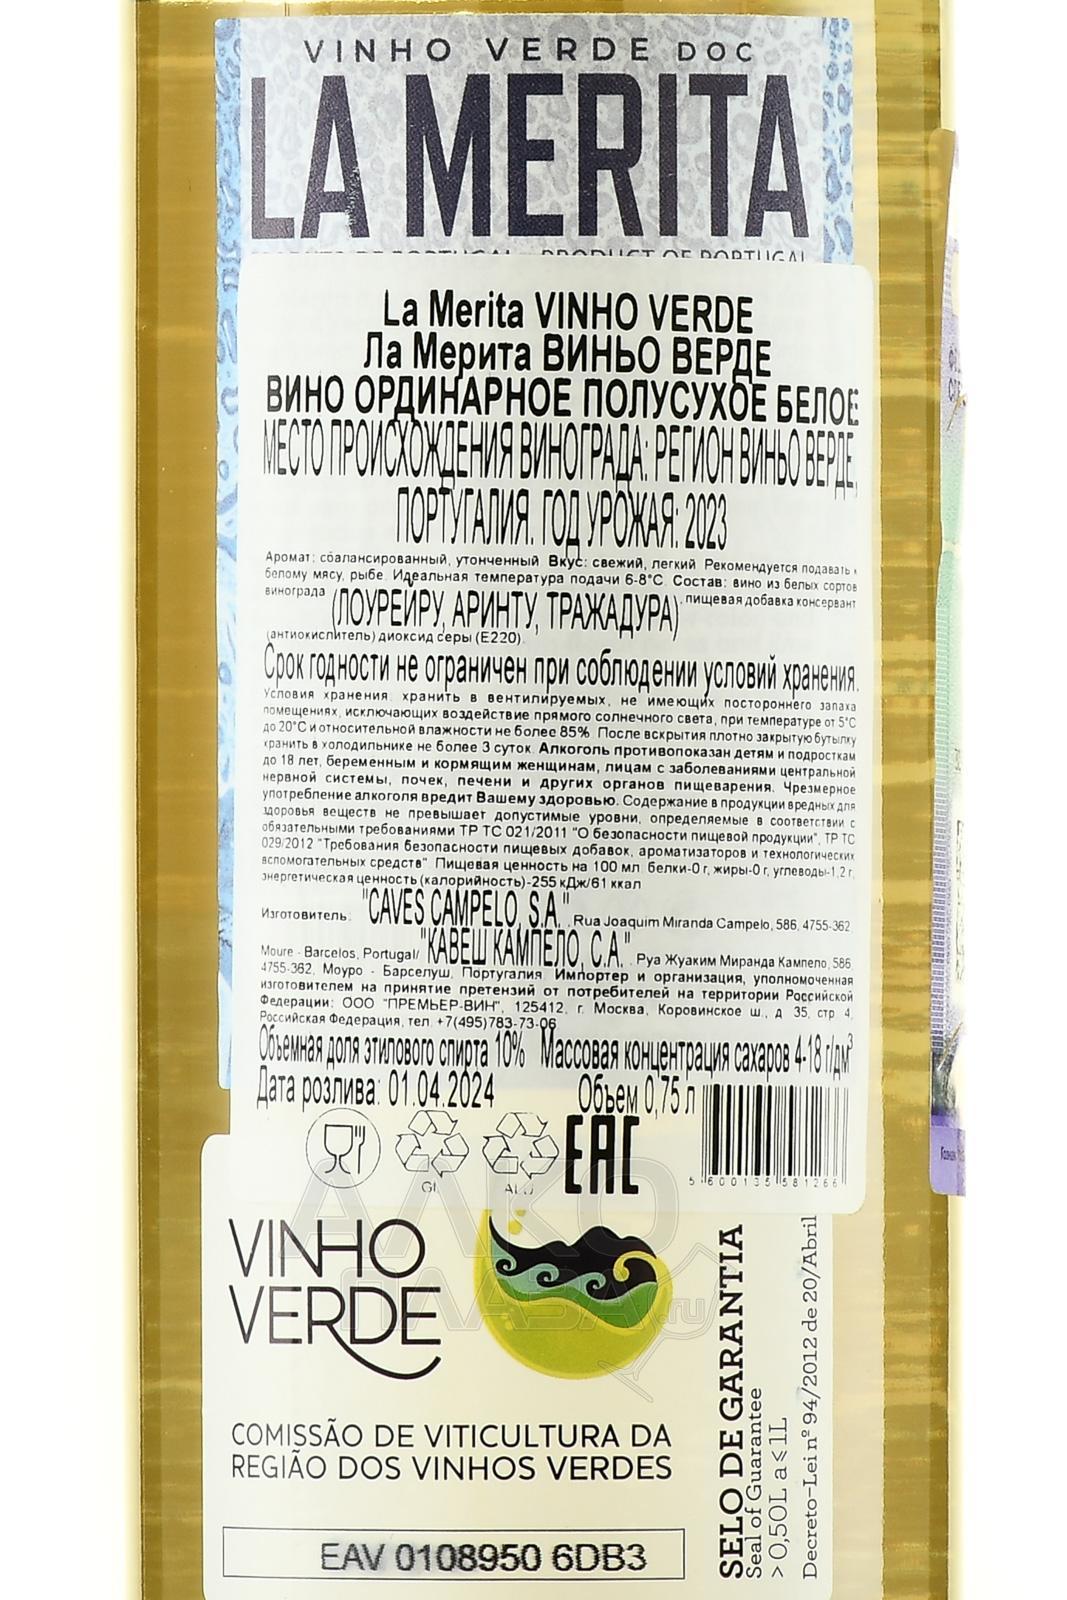 VINHO VERDE DOC
LA MERITA
PRODUCT OF PORTUGAL
La Merita VINHO VERDE
Ла Мерита ВИНЬО ВЕРДЕ
ВИНО ОРДИНАРНОЕ ПОЛУСУХОЕ БЕЛОЕ
МЕСТО ПРОИСХОЖДЕНИЯ ВИНОГРАДА: РЕГИОН ВИНЬО ВЕРДЕ,
ПОРТУГАЛИЯ. ГОД УРОЖАЯ: 2023
Аромат: сбалансированный, утонченный Вкус: свежий, легкий Рекомендуется подавать к
белому мясу, рыбе. Идеальная температура подачи 6-8°C. Состав: вино из белых сортов
винограда (ЛОУРЕЙРУ, АРИНТУ, ТРАЖАДУРА), пищевая добавка консервант
(антиокислитель) диоксид серы (Е220).
Срок годности не ограничен при соблюдении условий хранения.
Условия хранения: хранить в вентилируемых, не имеющих постороннего запаха
помещениях, исключающих воздействие прямого солнечного света, при температуре от 5°C
до 20°C и относительной влажности не более 85%. После вскрытия плотно закрытую бутылку
хранить в холодильнике не более 3 суток. Алкоголь противопоказан детям и подросткам
до 18 лет, беременным и кормящим женщинам, лицам с заболеваниями центральной
нервной системы, почек, печени и других органов пищеварения. Чрезмерное
употребление алкоголя вредит Вашему здоровью. Содержание в продукции вредных для
здоровья веществ не превышает допустимые уровни, определяемые в соответствии с
обязательными требованиями ТР ТС 021/2011 "О безопасности пищевой продукции", ТР ТС
029/2012 "Требования безопасности пищевых добавок, ароматизаторов и технологических
вспомогательных средств" Пищевая ценность на 100 мл: белки-0 г, жиры-0 г, углеводы-1,2 г,
энергетическая ценность (калорийность)-255 кДж/61 ккал
Изготовитель: "CAVES CAMPELO, S.A.", Rua Joaquim Miranda Campelo, 586, 4755-362
Moure - Barcelos, Portugal/ "КАВЕШ КАМПЕЛО, С.А.", Руа Жуаким Миранда Кампело, 586,
4755-362, Моуро - Барселуш, Португалия Импортер и организация, уполномоченная
изготовителем на принятие претензий от потребителей на территории Российской
Федерации: ООО "ПРЕМЬЕР-ВИН", 125412, г. Москва, Коровинское ш., д 35, стр 4,
Российская Федерация, тел. +7(495)783-73-06
Объемная доля этилового спирта 10% Массовая концентрация сахаров 4-18 г/дм³
Дата розлива: 01.04.2024 Объем 0,75 л
GL ALU EAC
5 600135 581266
АЛКО
ПЛАЗА.ru
VINHO
VERDE
COMISSÃO DE VITICULTURA DA
REGIÃO DOS VINHOS VERDES
EAV 0108950 6DB3
SELO DE GARANTIA
Seal of Guarantee
> 0,50L a ≤ 1L
Decreto-Lei nº 94/2012 de 20/Abril